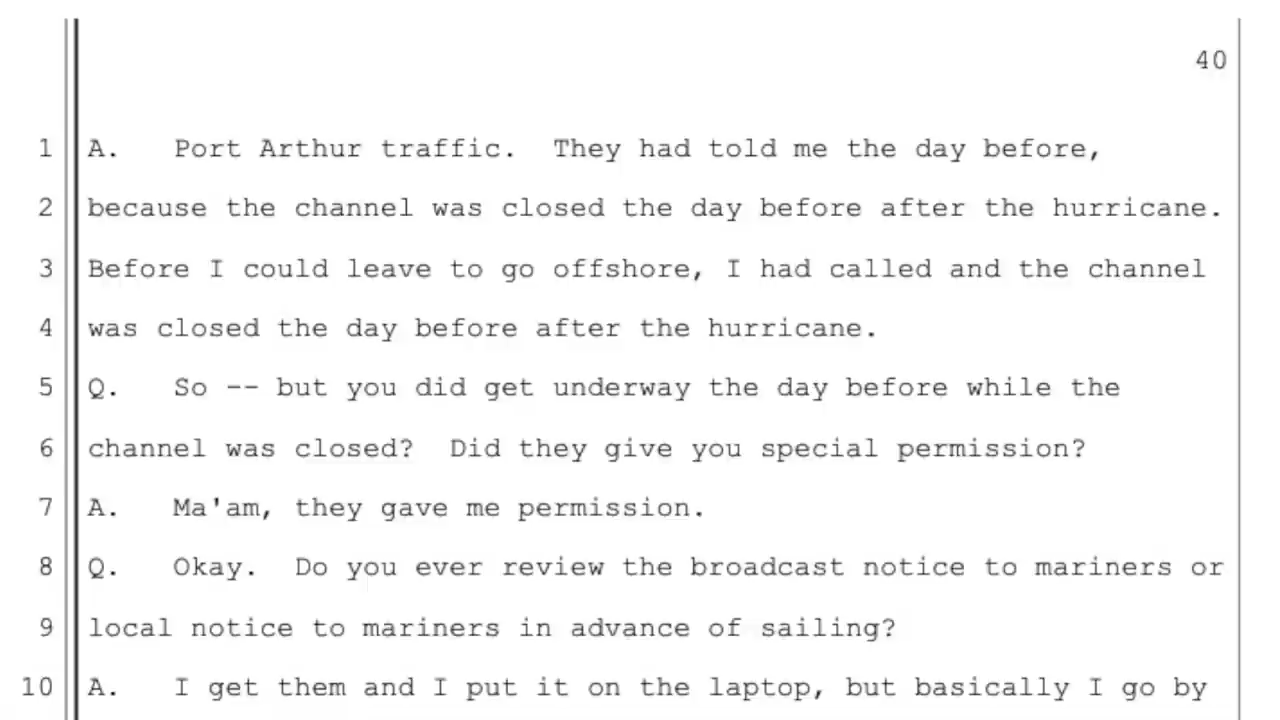 40
1 A. Port Arthur traffic. They had told me the day before,
2 because the channel was closed the day before after the hurricane.
3 Before I could leave to go offshore, I had called and the channel
4 was closed the day before after the hurricane.
5 Q. So -- but you did get underway the day before while the
6 channel was closed? Did they give you special permission?
7 A. Ma'am, they gave me permission.
8 Q. Okay. Do you ever review the broadcast notice to mariners or
9 local notice to mariners in advance of sailing?
10 A. I get them and I put it on the laptop, but basically I go by